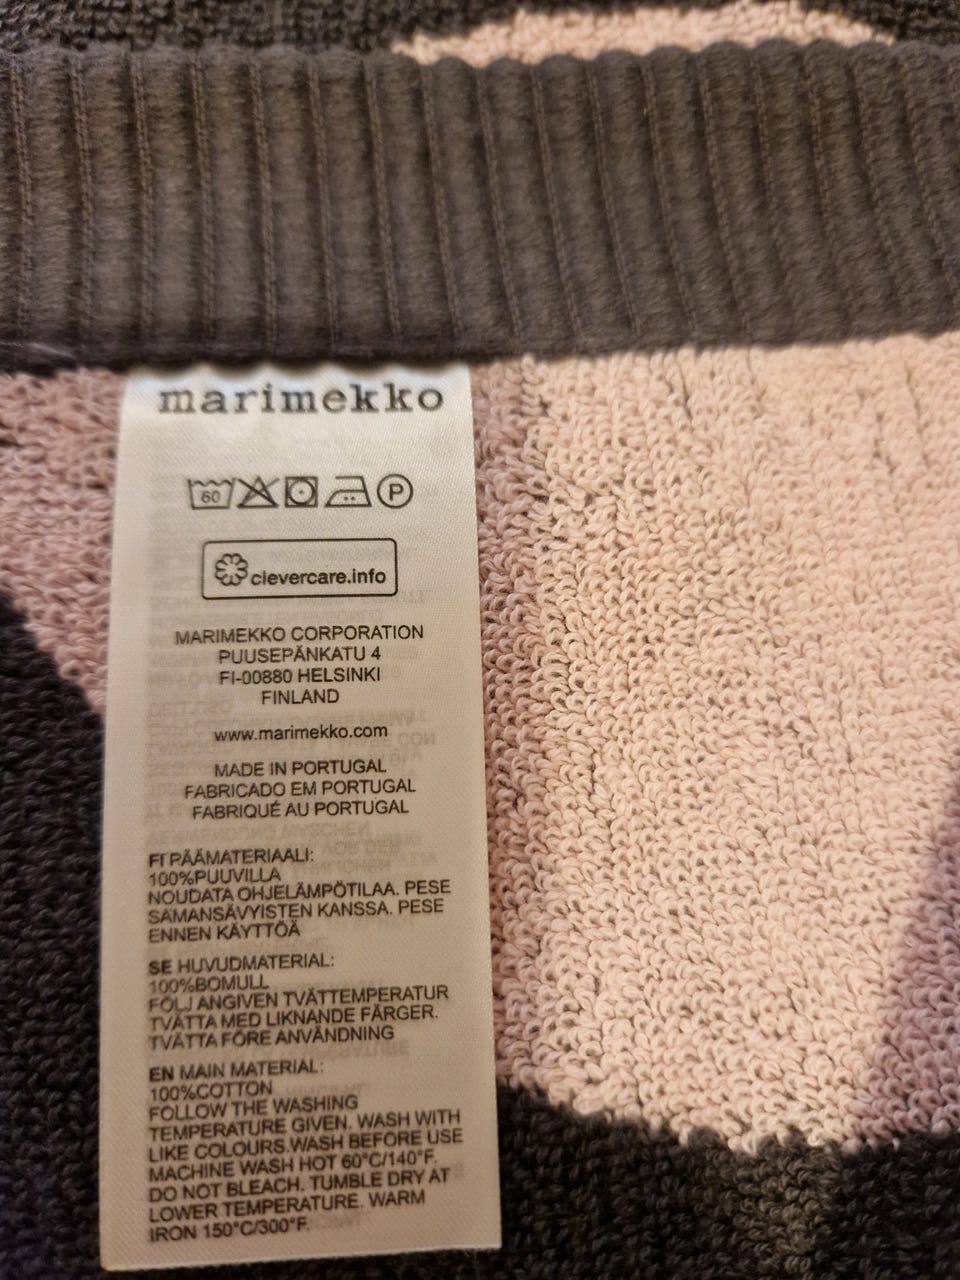 marimekko
60
P
clevercare.info
MARIMEKKO CORPORATION
PUUSEPÄNKATU 4
FI-00880 HELSINKI
FINLAND
www.marimekko.com
MADE IN PORTUGAL
FABRICADO EM PORTUGAL
FABRIQUÉ AU PORTUGAL
FI PÄÄMATERIAALI:
100%PUUVILLA
NOUDATA OHJELÄMPÖTILAA. PESE
SAMANSÄVYISTEN KANSSA. PESE
ENNEN KÄYTTÖÄ
SE HUVUDMATERIAL:
100%BOMULL
FÖLJ ANGIVEN TVÄTTEMPERATUR
TVÄTTA MED LIKNANDE FÄRGER.
TVÄTTA FÖRE ANVÄNDNING
EN MAIN MATERIAL:
100%COTTON
FOLLOW THE WASHING
TEMPERATURE GIVEN. WASH WITH
LIKE COLOURS.WASH BEFORE USE
MACHINE WASH HOT 60°C/140°F.
DO NOT BLEACH. TUMBLE DRY AT
LOWER TEMPERATURE. WARM
IRON 150°C/300°F.